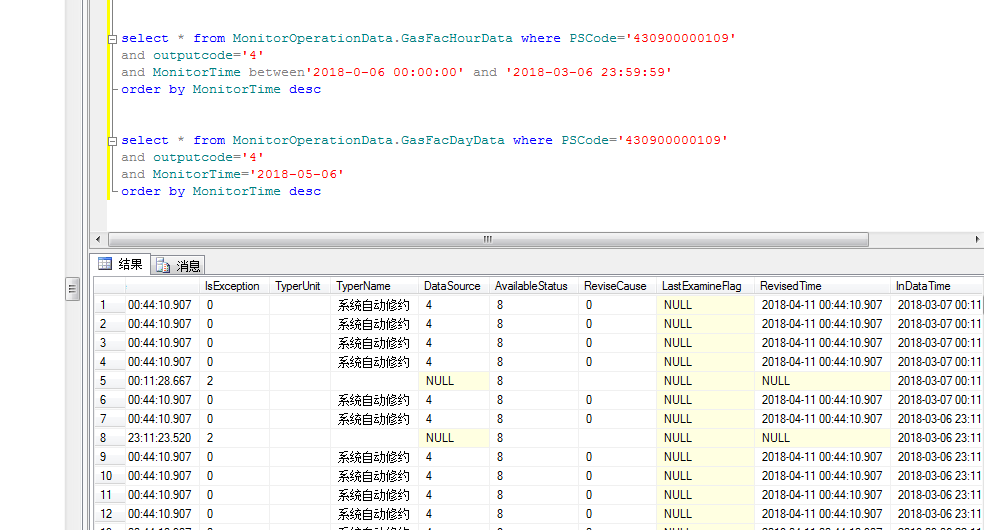 select * from MonitorOperationData.GasFacHourData where PSCode='430900000109'
and outputcode='4'
and MonitorTime between'2018-0-06 00:00:00' and '2018-03-06 23:59:59'
order by MonitorTime desc
select * from MonitorOperationData.GasFacDayData where PSCode='430900000109'
and outputcode='4'
and MonitorTime='2018-05-06'
order by MonitorTime desc
结果 消息
IsException TyperUnit TyperName DataSource AvailableStatus ReviseCause LastExamineFlag RevisedTime InDataTime
1 00:44:10.907 0 系统自动修约 4 8 0 NULL 2018-04-11 00:44:10.907 2018-03-07 00:11
2 00:44:10.907 0 系统自动修约 4 8 0 NULL 2018-04-11 00:44:10.907 2018-03-07 00:11
3 00:44:10.907 0 系统自动修约 4 8 0 NULL 2018-04-11 00:44:10.907 2018-03-07 00:11
4 00:44:10.907 0 系统自动修约 4 8 0 NULL 2018-04-11 00:44:10.907 2018-03-07 00:11
5 00:11:28.667 2 NULL 8 NULL NULL 2018-03-07 00:11
6 00:44:10.907 0 系统自动修约 4 8 0 NULL 2018-04-11 00:44:10.907 2018-03-07 00:11
7 00:44:10.907 0 系统自动修约 4 8 0 NULL 2018-04-11 00:44:10.907 2018-03-06 23:11
8 23:11:23.520 2 NULL 8 NULL NULL 2018-03-06 23:11
9 00:44:10.907 0 系统自动修约 4 8 0 NULL 2018-04-11 00:44:10.907 2018-03-06 23:11
10 00:44:10.907 0 系统自动修约 4 8 0 NULL 2018-04-11 00:44:10.907 2018-03-06 23:11
11 00:44:10.907 0 系统自动修约 4 8 0 NULL 2018-04-11 00:44:10.907 2018-03-06 23:11
12 00:44:10.907 0 系统自动修约 4 8 0 NULL 2018-04-11 00:44:10.907 2018-03-06 23:11